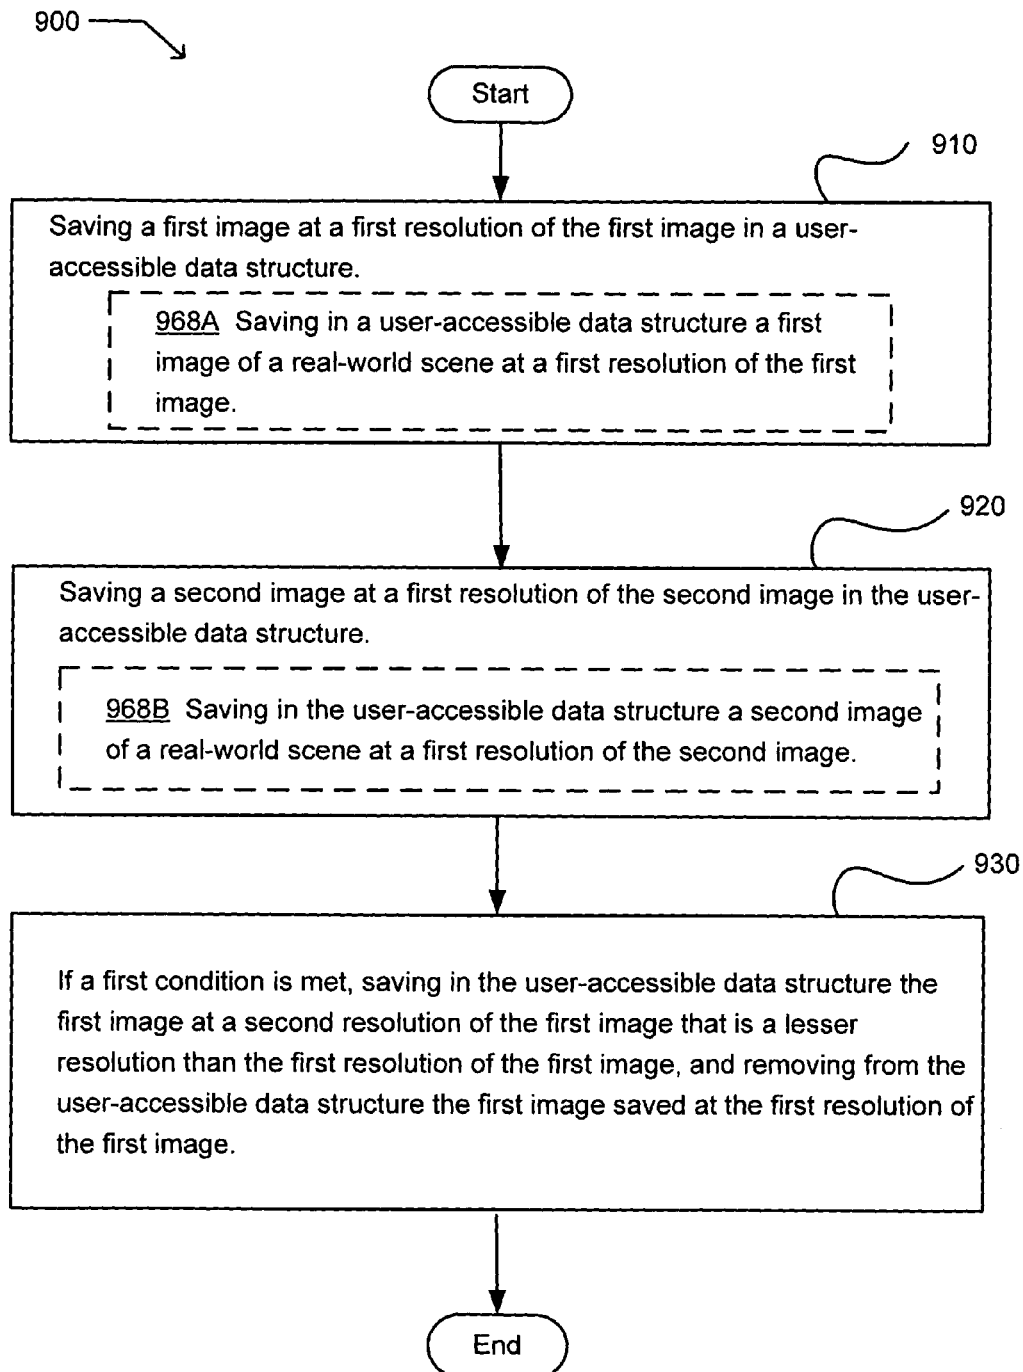 900
Start
910
Saving a first image at a first resolution of the first image in a user-
accessible data structure.
968A Saving in a user-accessible data structure a first
image of a real-world scene at a first resolution of the first
image.
920
Saving a second image at a first resolution of the second image in the user-
accessible data structure.
968B Saving in the user-accessible data structure a second image
of a real-world scene at a first resolution of the second image.
930
If a first condition is met, saving in the user-accessible data structure the
first image at a second resolution of the first image that is a lesser
resolution than the first resolution of the first image, and removing from the
user-accessible data structure the first image saved at the first resolution of
the first image.
End